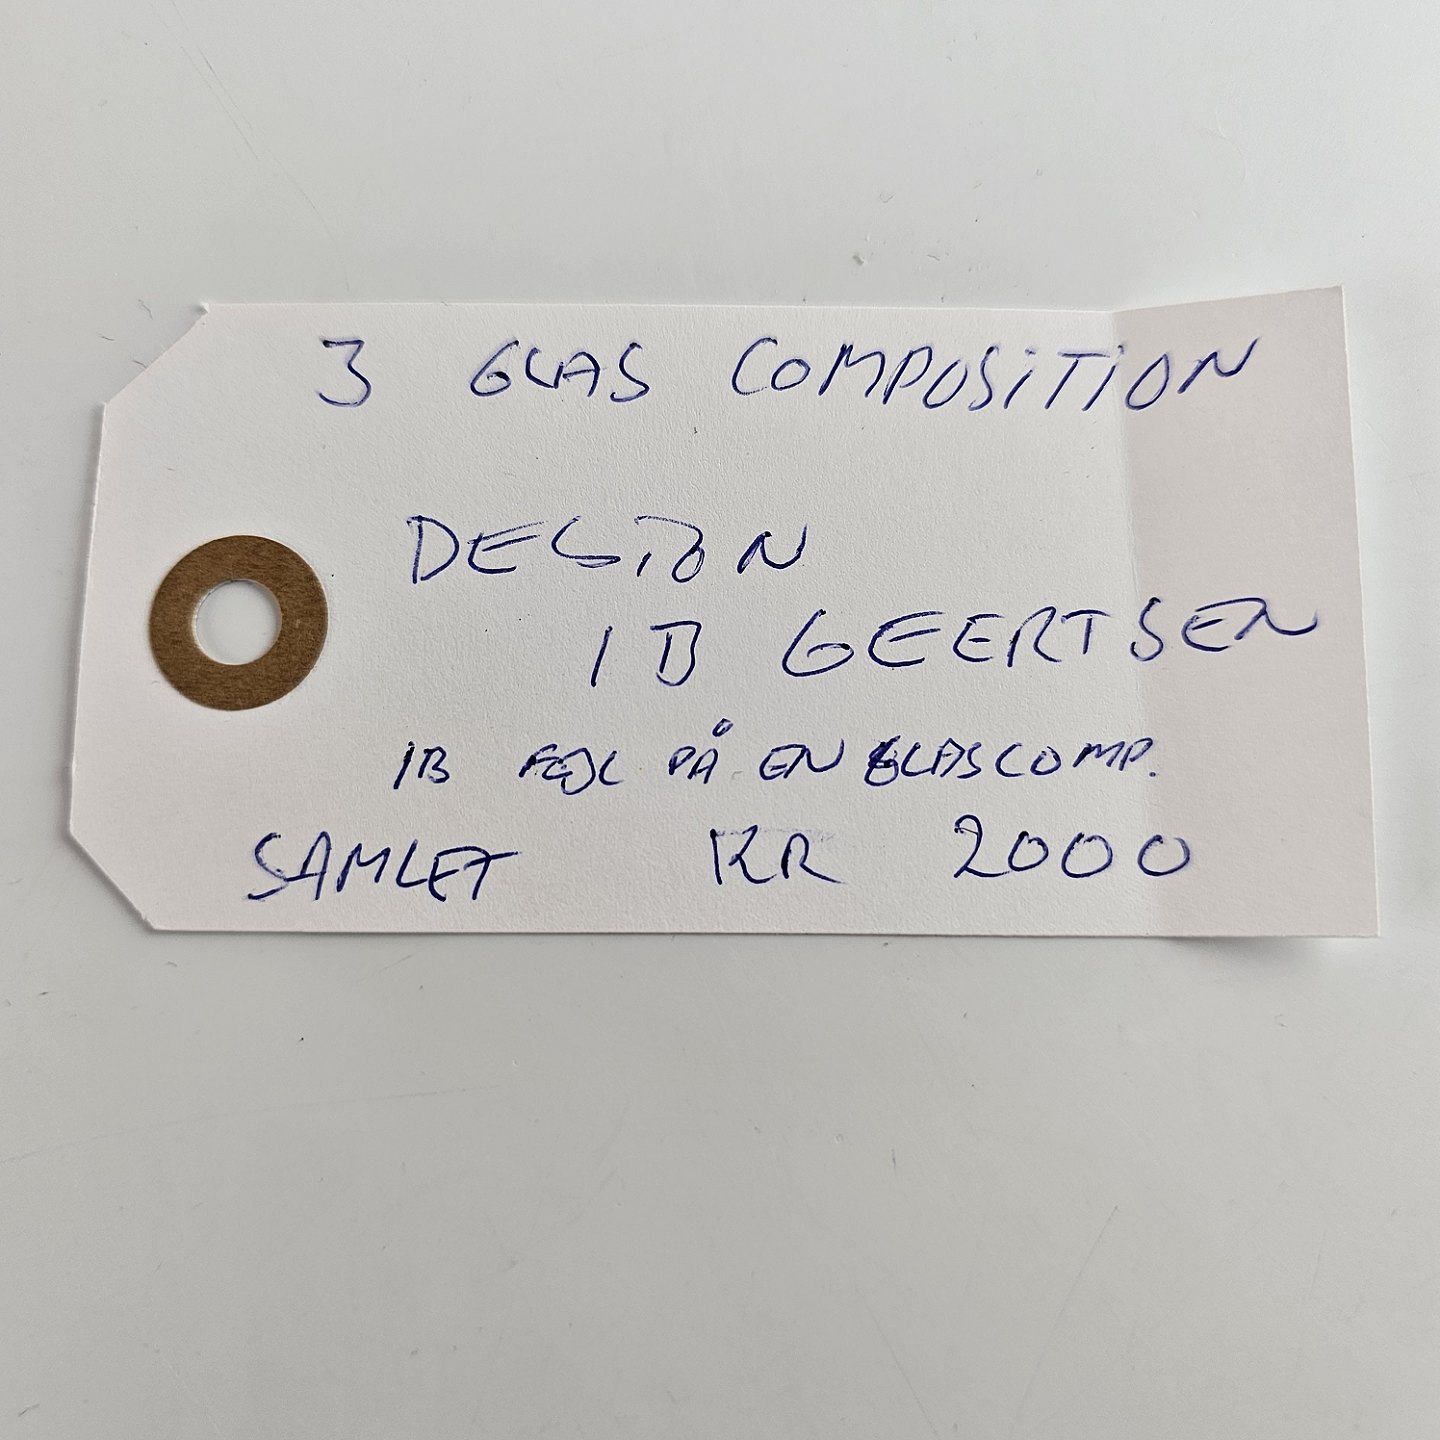 3 GLAS COMPOSITION
DESIGN
IB GEERTSEN
IB FEJL PÅ EN GLASCOMP.
SAMLET KR 2000